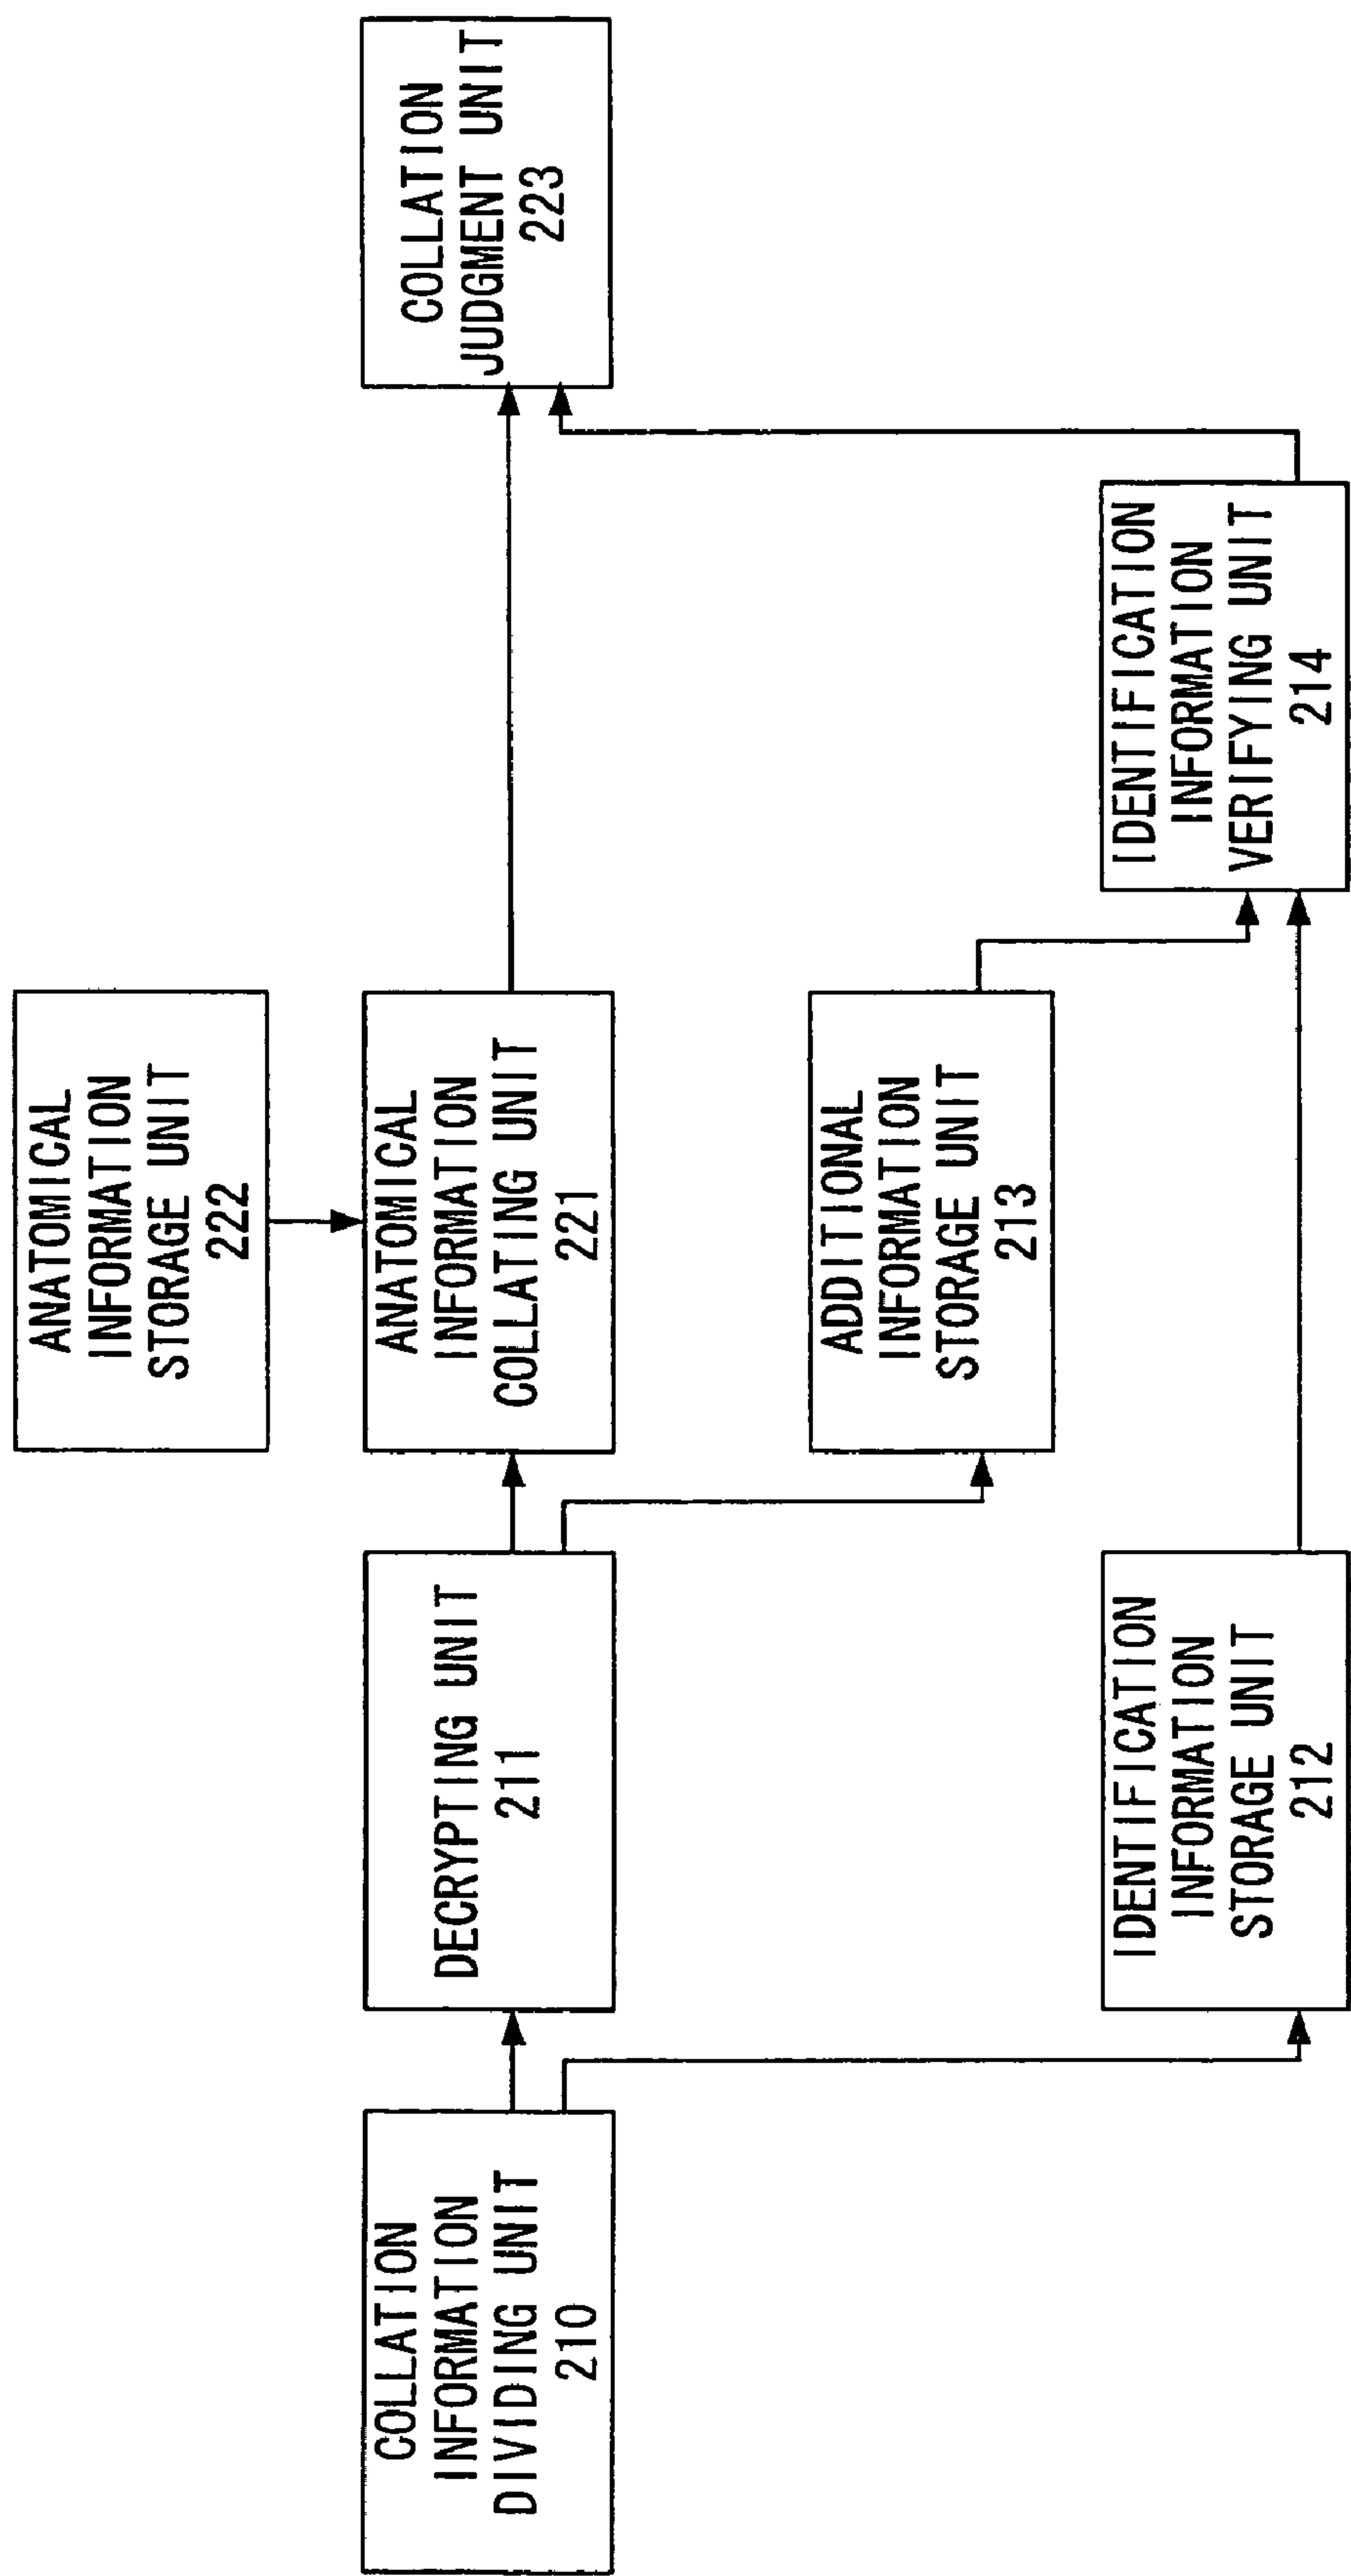 ANATOMICAL
INFORMATION
STORAGE UNIT
222
COLLATION
INFORMATION
DIVIDING UNIT
210
DECRYPTING UNIT
211
ANATOMICAL
INFORMATION
COLLATING UNIT
221
COLLATION
JUDGMENT UNIT
223
ADDITIONAL
INFORMATION
STORAGE UNIT
213
IDENTIFICATION
INFORMATION
STORAGE UNIT
212
IDENTIFICATION
INFORMATION
VERIFYING UNIT
214